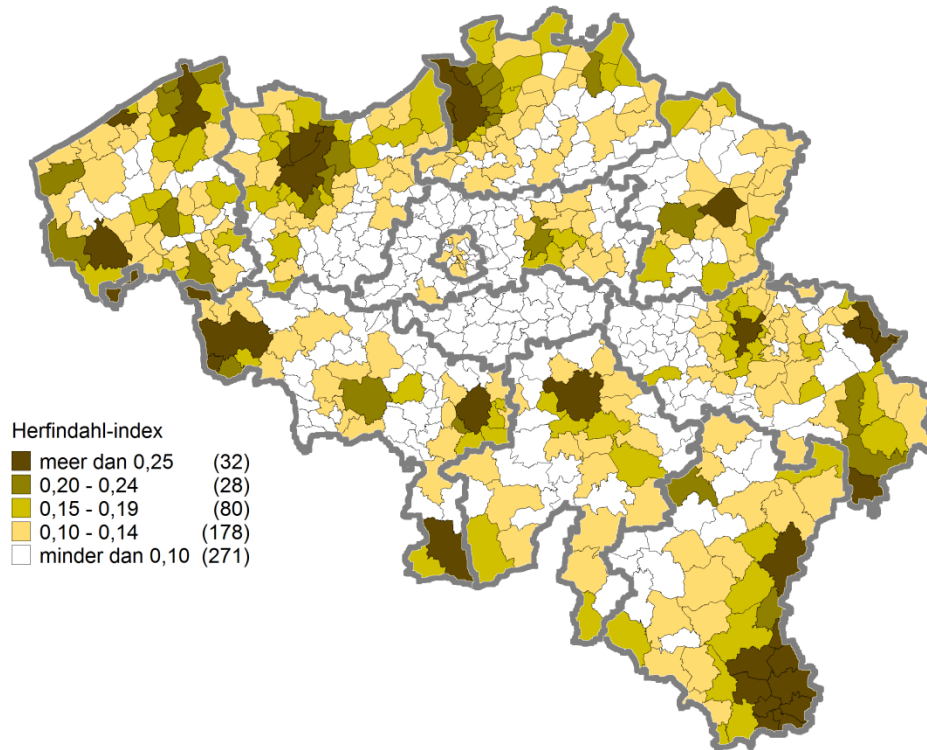 Herfindahl-index
meer dan 0,25 (32)
0,20 - 0,24 (28)
0,15 - 0,19 (80)
0,10 - 0,14 (178)
minder dan 0,10 (271)